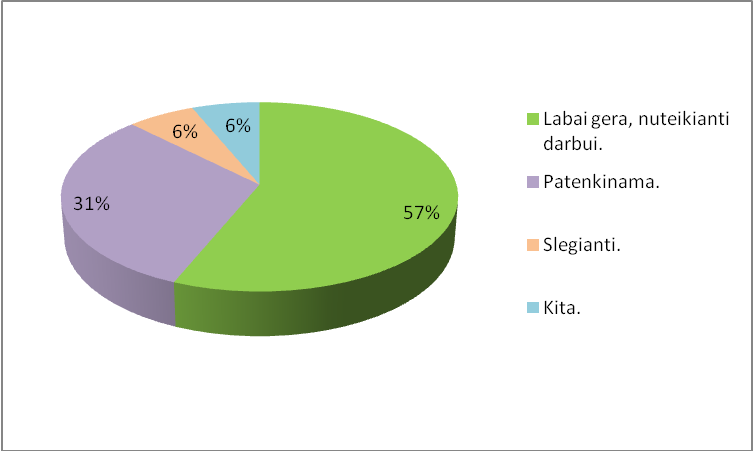 6%
6%
31%
57%
Labai gera, nuteikianti
darbui.
Patenkinama.
Slegianti.
Kita.